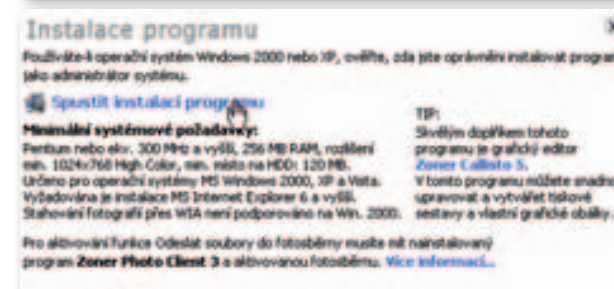 Instalace programu
Používáte-li operační systém Windows 2000 nebo XP, ověřte, zda jste oprávněni instalovat program
jako administrátor systému.
Spustit instalaci programu
Minimální systémové požadavky:
Pentium nebo ekv. 300 MHz a vyšší, 256 MB RAM, rozlišení
min. 1024x768 High Color, min. místo na HDD: 120 MB.
Určeno pro operační systémy MS Windows 2000, XP a Vista.
Vyžadována je instalace MS Internet Explorer 6 a vyšší.
Stahování fotografií přes WIA není podporováno na Win. 2000.
TIP:
Skvělým doplňkem tohoto
programu je grafický editor
Zoner Callisto 5.
V tomto programu můžete snadno
upravovat a vytvářet tiskové
sestavy a vlastní grafické obálky.
Pro aktivování funkce Odeslat soubory do fotosběrny musíte mít nainstalovaný
program Zoner Photo Client 3 a aktivovanou fotosběrnu. Více informací...